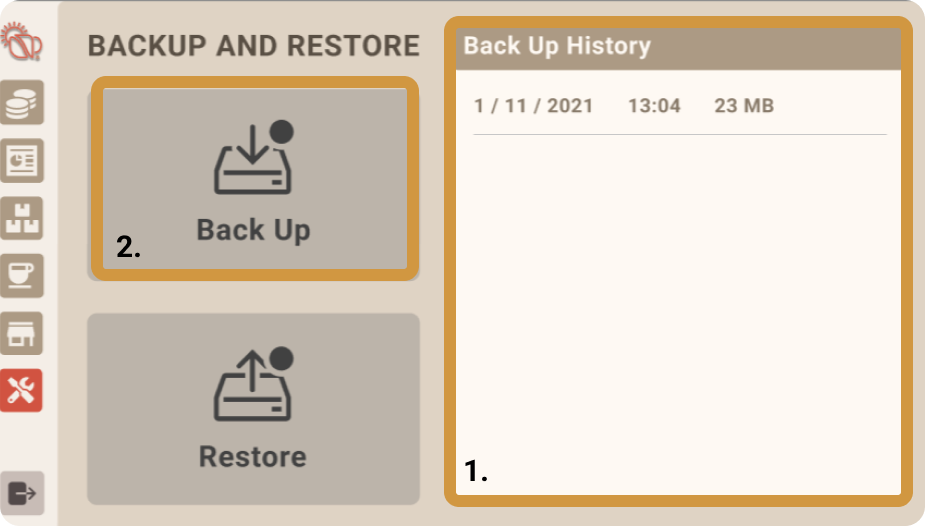 BACKUP AND RESTORE
Back Up
2.
Restore
Back Up History
1 / 11 / 2021 13:04 23 MB
1.